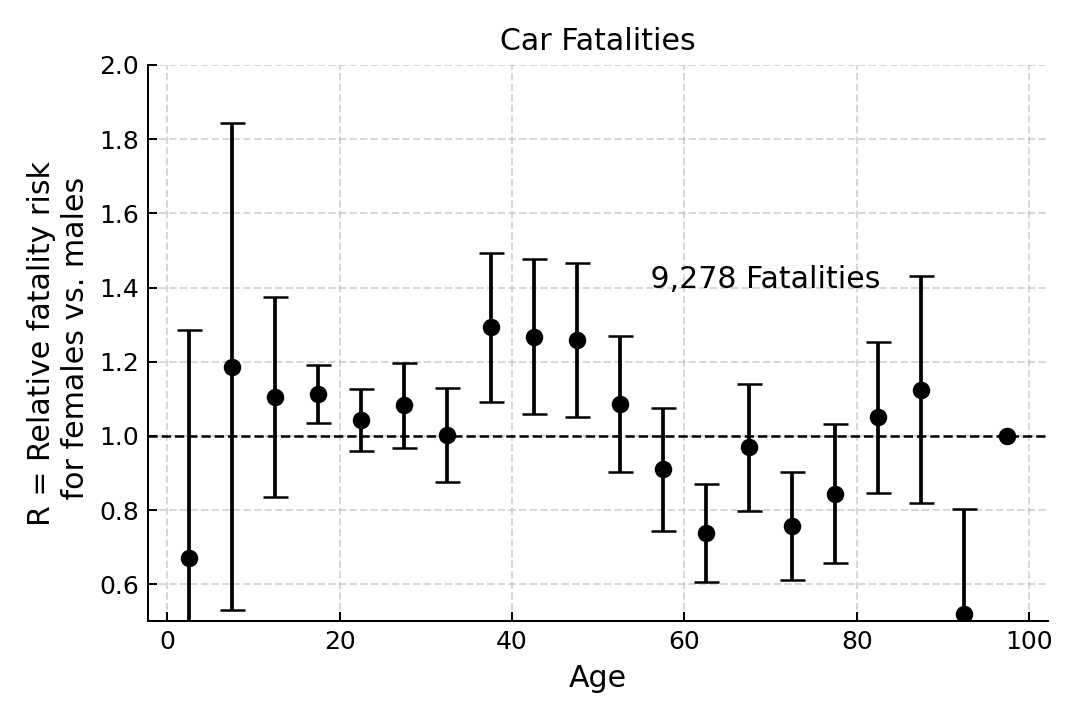 Car Fatalities
R = Relative fatality risk
for females vs. males
2.0
1.8
1.6
1.4
1.2
1.0
0.8
0.6
9,278 Fatalities
0
20
40
60
80
100
Age